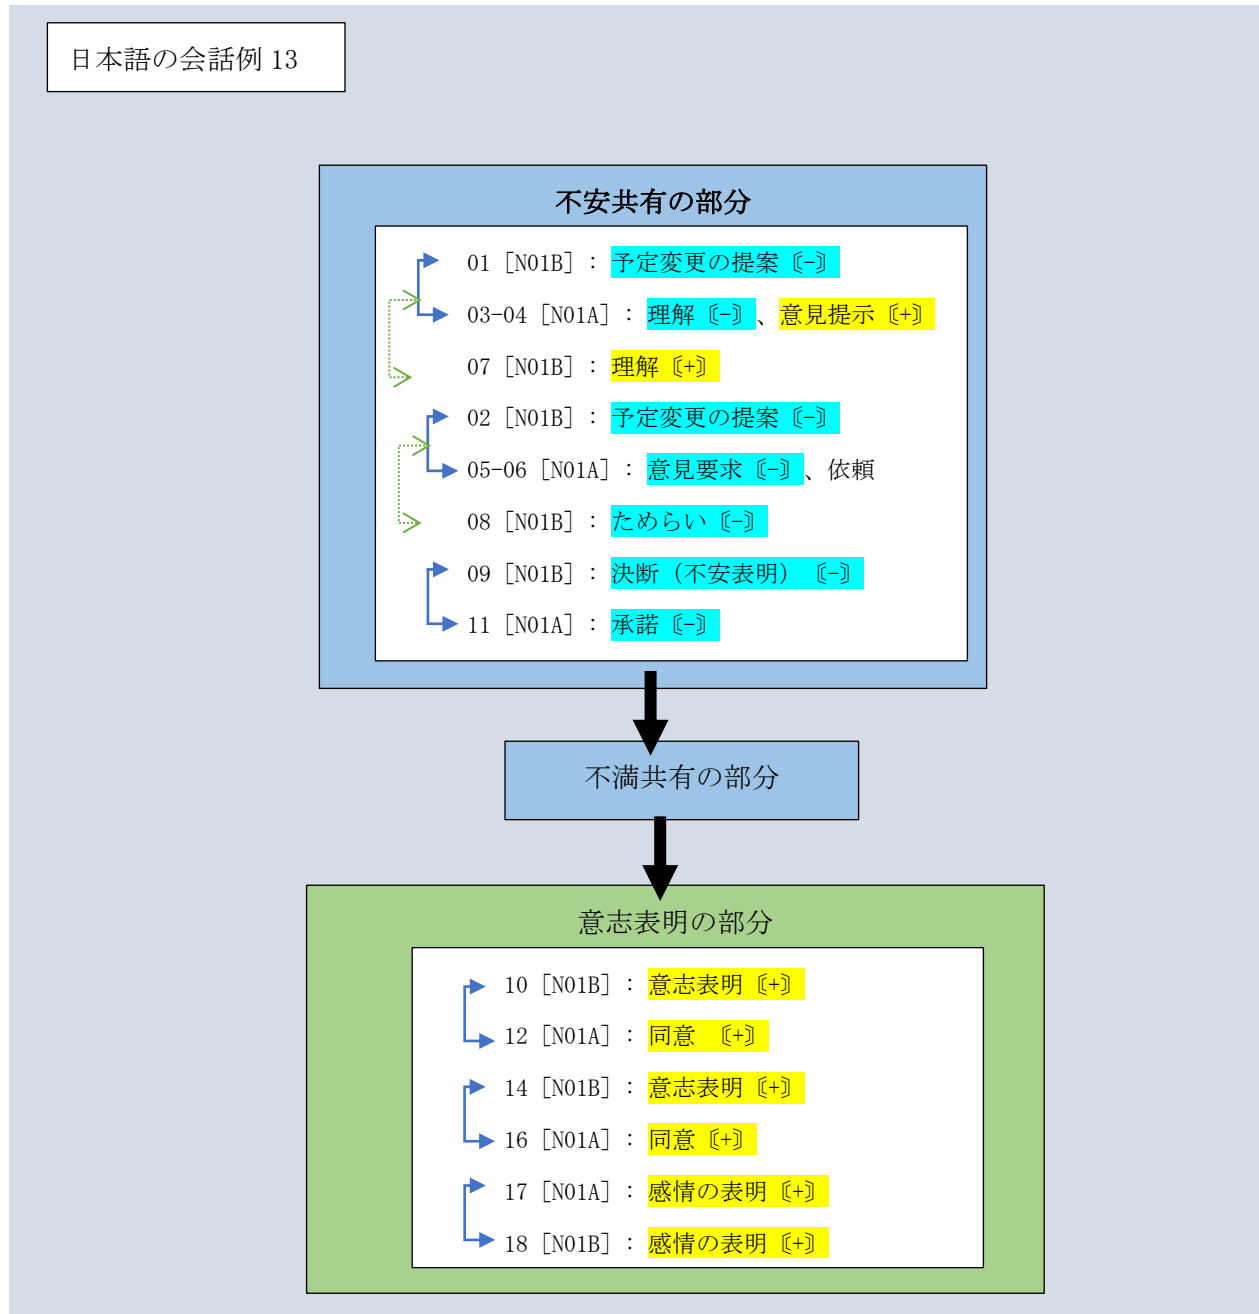 日本語の会話例 13
不安共有の部分
01［N01B］：予定変更の提案〔-〕
03-04［N01A］：理解〔-〕、意見提示〔+〕
07［N01B］：理解〔+〕
02［N01B］：予定変更の提案〔-〕
05-06［N01A］：意見要求〔-〕、依頼
08［N01B］：ためらい〔-〕
09［N01B］：決断（不安表明）〔-〕
11［N01A］：承諾〔-〕
不満共有の部分
意志表明の部分
10［N01B］：意志表明〔+〕
12［N01A］：同意 〔+〕
14［N01B］：意志表明〔+〕
16［N01A］：同意〔+〕
17［N01A］：感情の表明〔+〕
18［N01B］：感情の表明〔+〕